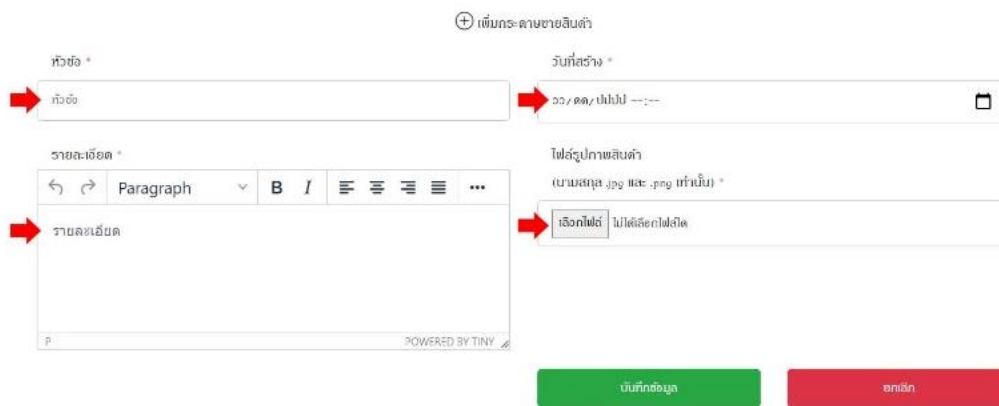 เพิ่มกระดาษขายสินค้า
หัวข้อ *
หัวข้อ
รายละเอียด *
Paragraph
B I
รายละเอียด
P
POWERED BY TINY
วันที่สร้าง *
วว/ดด/ปปปป --:--
ไฟล์รูปภาพสินค้า
(นามสกุล .jpg และ .png เท่านั้น) *
เลือกไฟล์ ไม่ได้เลือกไฟล์ใด
บันทึกข้อมูล
ยกเลิก